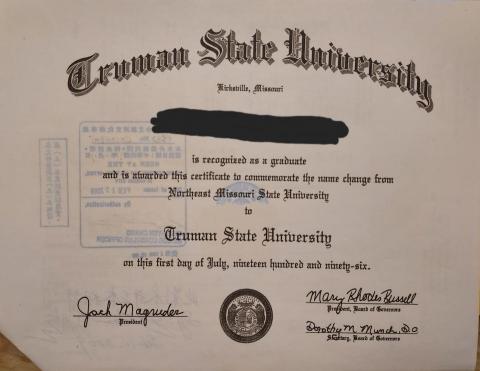 Truman State University
Kirksville, Missouri
is recognized as a graduate
and is awarded this certificate to commemorate the name change from
Northeast Missouri State University
to
Truman State University
on this first day of July, nineteen hundred and ninety-six.
Jack Magruder
President
Mary Rhodes Russell
President, Board of Governors
Dorothy M. Munch, D.O.
Secretary, Board of Governors